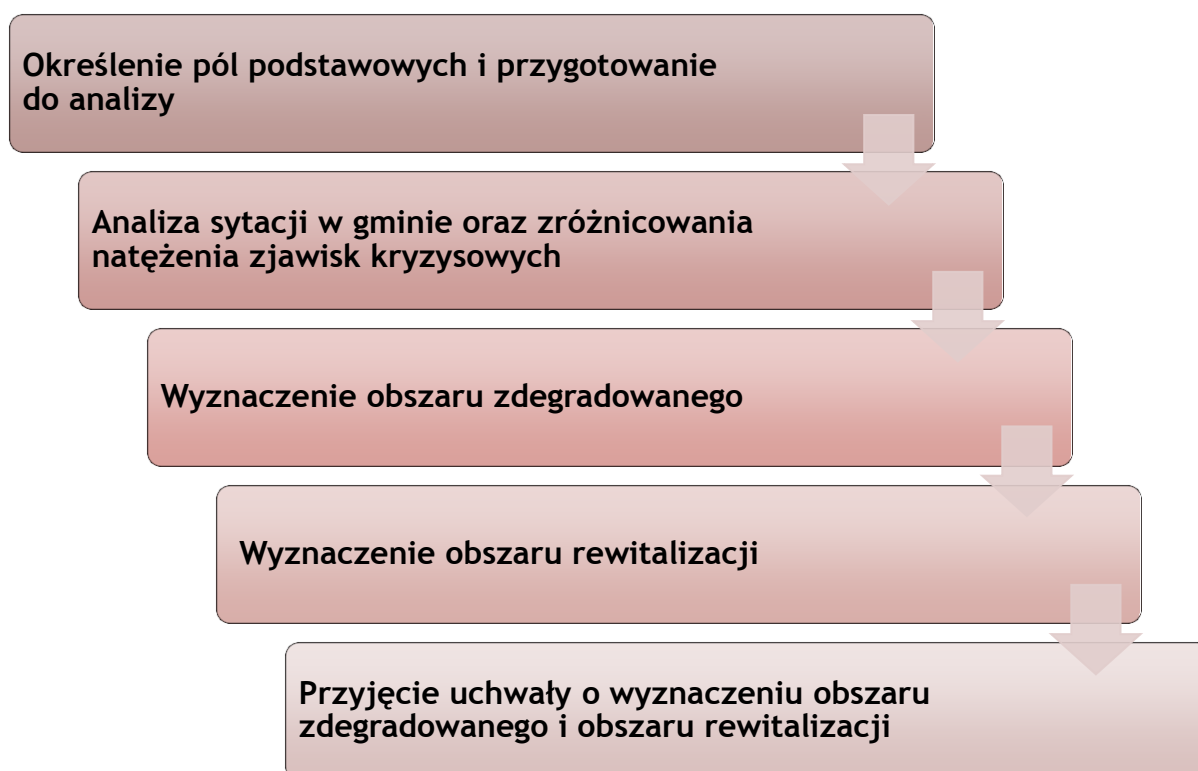 Określenie pól podstawowych i przygotowanie
do analizy
Analiza sytacji w gminie oraz zróżnicowania
natężenia zjawisk kryzysowych
Wyznaczenie obszaru zdegradowanego
Wyznaczenie obszaru rewitalizacji
Przyjęcie uchwały o wyznaczeniu obszaru
zdegradowanego i obszaru rewitalizacji